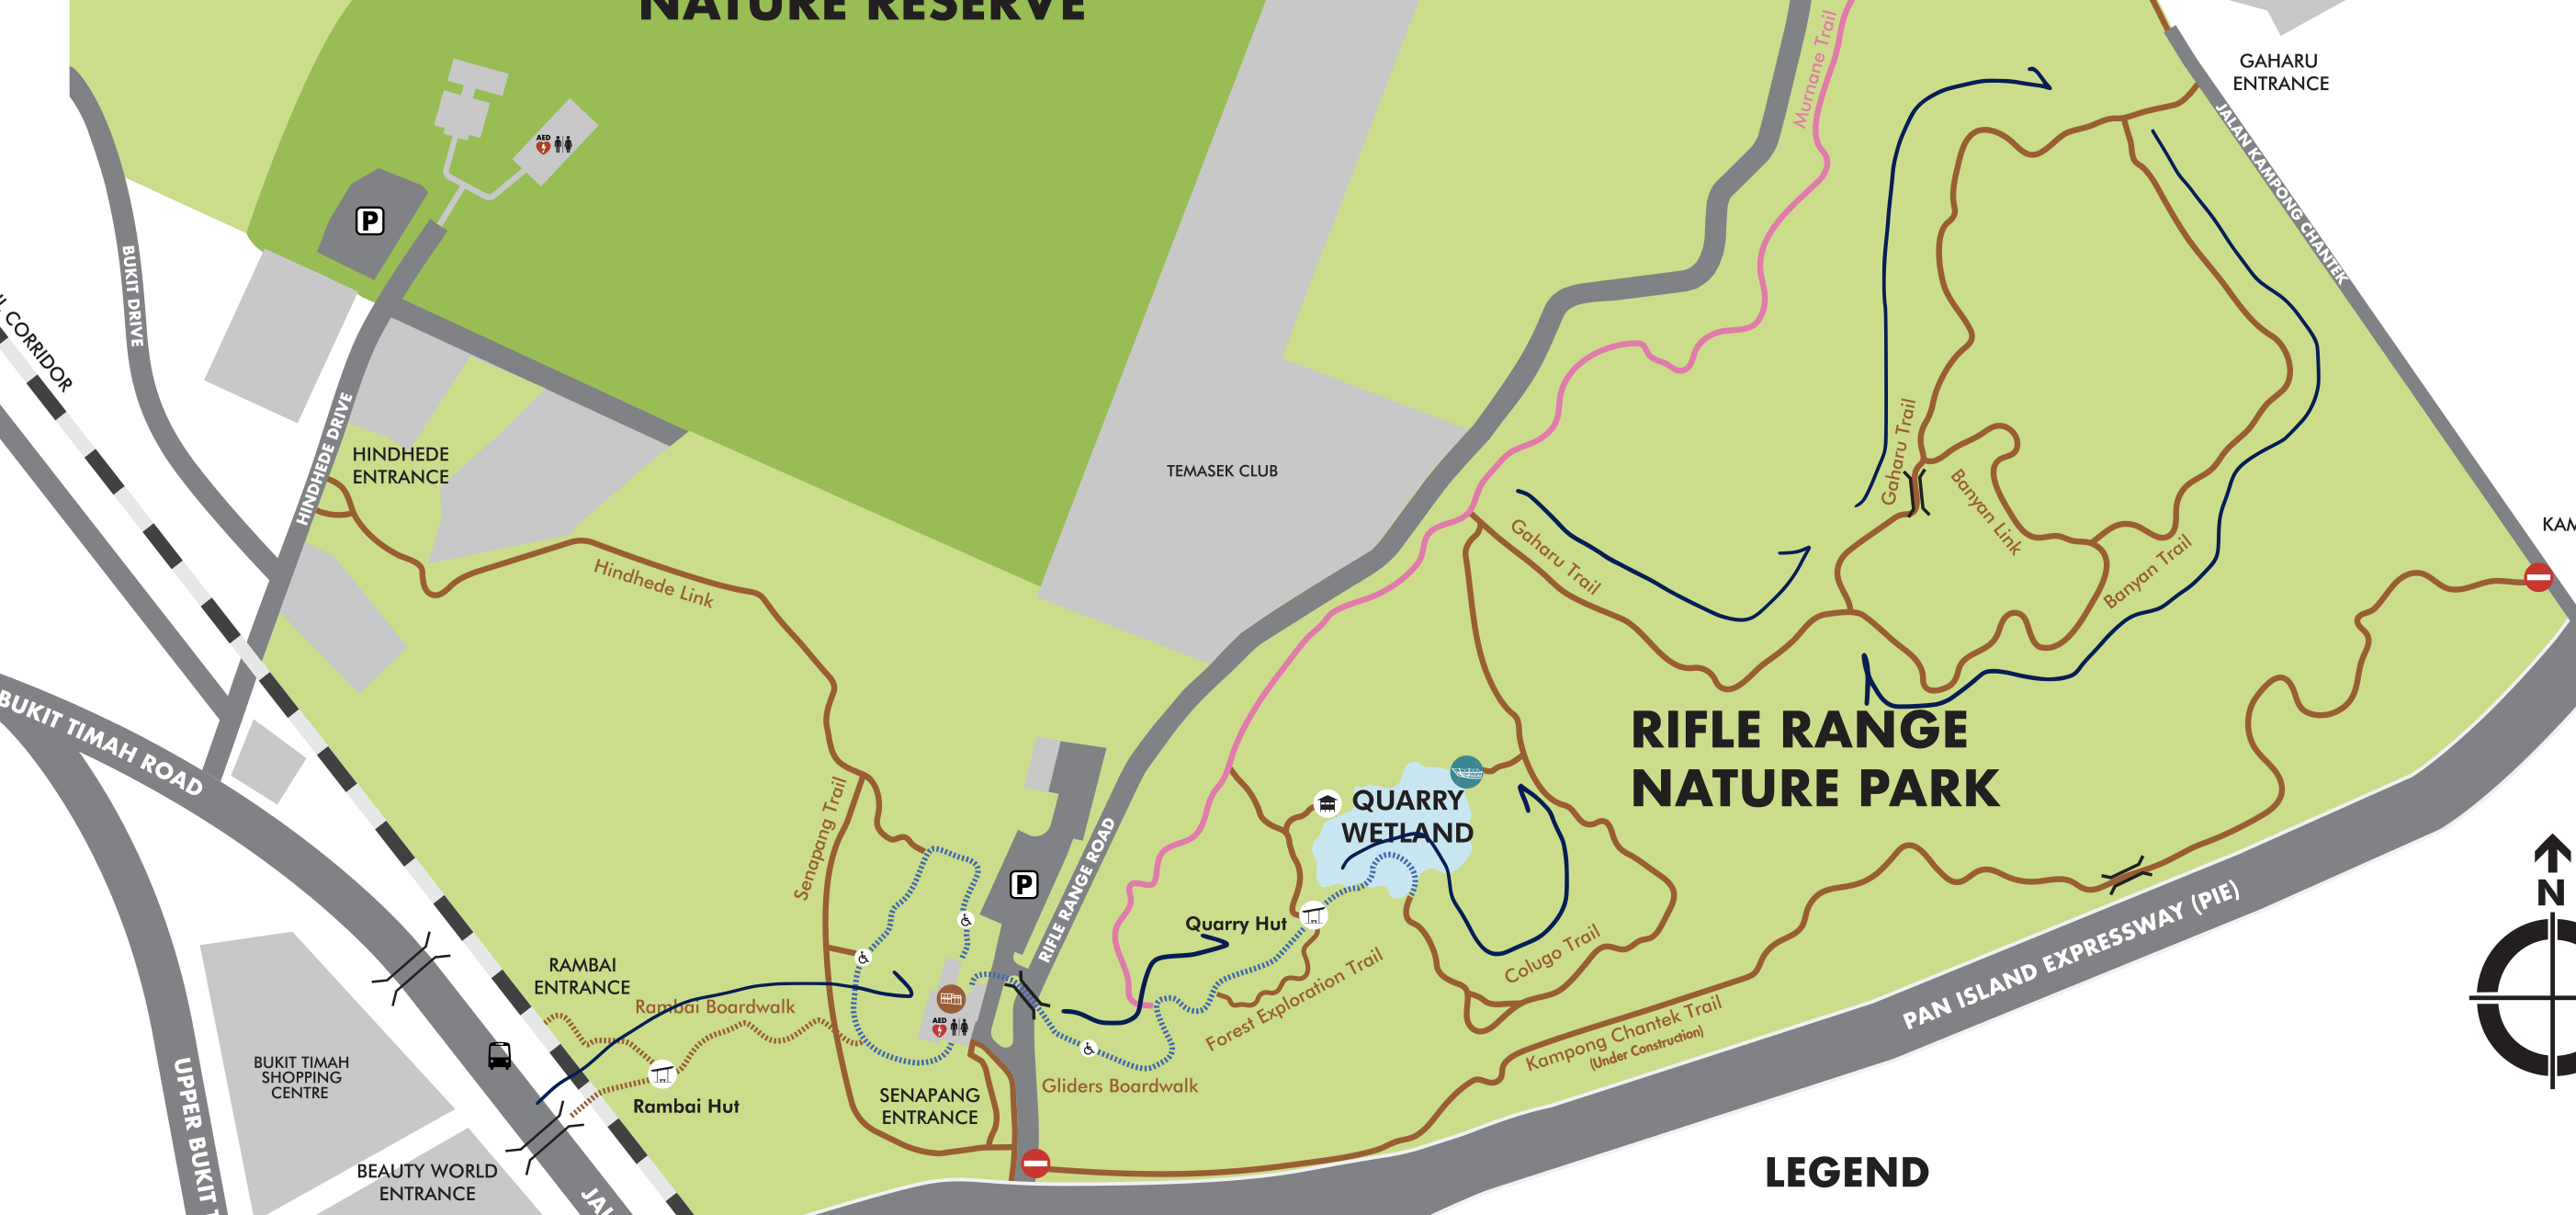 NATURE RESERVE
GAHARU
ENTRANCE
Murnane Trail
JALAN KAMPONG CHANTEK
AED
P
BUKIT DRIVE
CORRIDOR
HINDHEDE DRIVE
HINDHEDE
ENTRANCE
TEMASEK CLUB
Gaharu Trail
Banyan Link
Gaharu Trail
Banyan Trail
Hindhede Link
BUKIT TIMAH ROAD
RIFLE RANGE
NATURE PARK
QUARRY
WETLAND
Senapang Trail
P
RIFLE RANGE ROAD
Quarry Hut
Colugo Trail
N
PAN ISLAND EXPRESSWAY (PIE)
RAMBAI
ENTRANCE
Rambai Boardwalk
Forest Exploration Trail
AED
Kampong Chantek Trail
(Under Construction)
BUKIT TIMAH
SHOPPING
CENTRE
Rambai Hut
SENAPANG
ENTRANCE
Gliders Boardwalk
UPPER BUKIT
BEAUTY WORLD
ENTRANCE
LEGEND